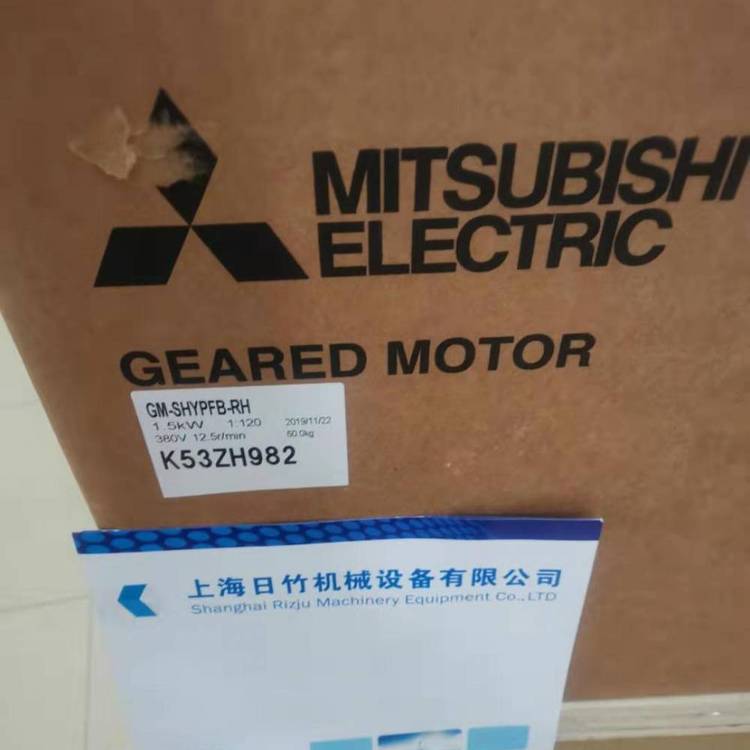 MITSUBISHI
ELECTRIC
GEARED MOTOR
GM-SHYPFB-RH
1.5kW 1:120 2019/11/22
380V 12.5r/min 60.0kg
K53ZH982
上海日竹机械设备有限公司
Shanghai Rizju Machinery Equipment Co.,LTD